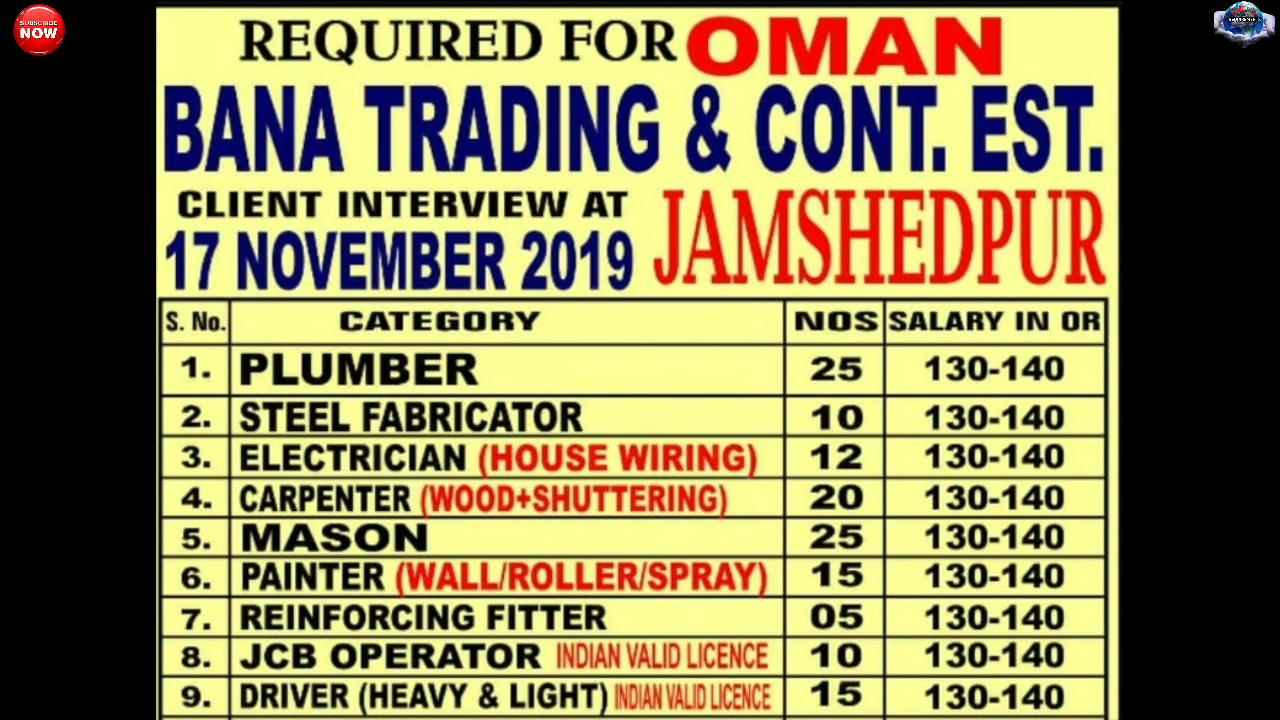 SUBSCRIBE
NOW
REQUIRED FOR OMAN
BANA TRADING & CONT. EST.
CLIENT INTERVIEW AT
17 NOVEMBER 2019 JAMSHEDPUR
S. No. CATEGORY NOS SALARY IN OR
1. PLUMBER 25 130-140
2. STEEL FABRICATOR 10 130-140
3. ELECTRICIAN (HOUSE WIRING) 12 130-140
4. CARPENTER (WOOD+SHUTTERING) 20 130-140
5. MASON 25 130-140
6. PAINTER (WALL/ROLLER/SPRAY) 15 130-140
7. REINFORCING FITTER 05 130-140
8. JCB OPERATOR INDIAN VALID LICENCE 10 130-140
9. DRIVER (HEAVY & LIGHT) INDIAN VALID LICENCE 15 130-140